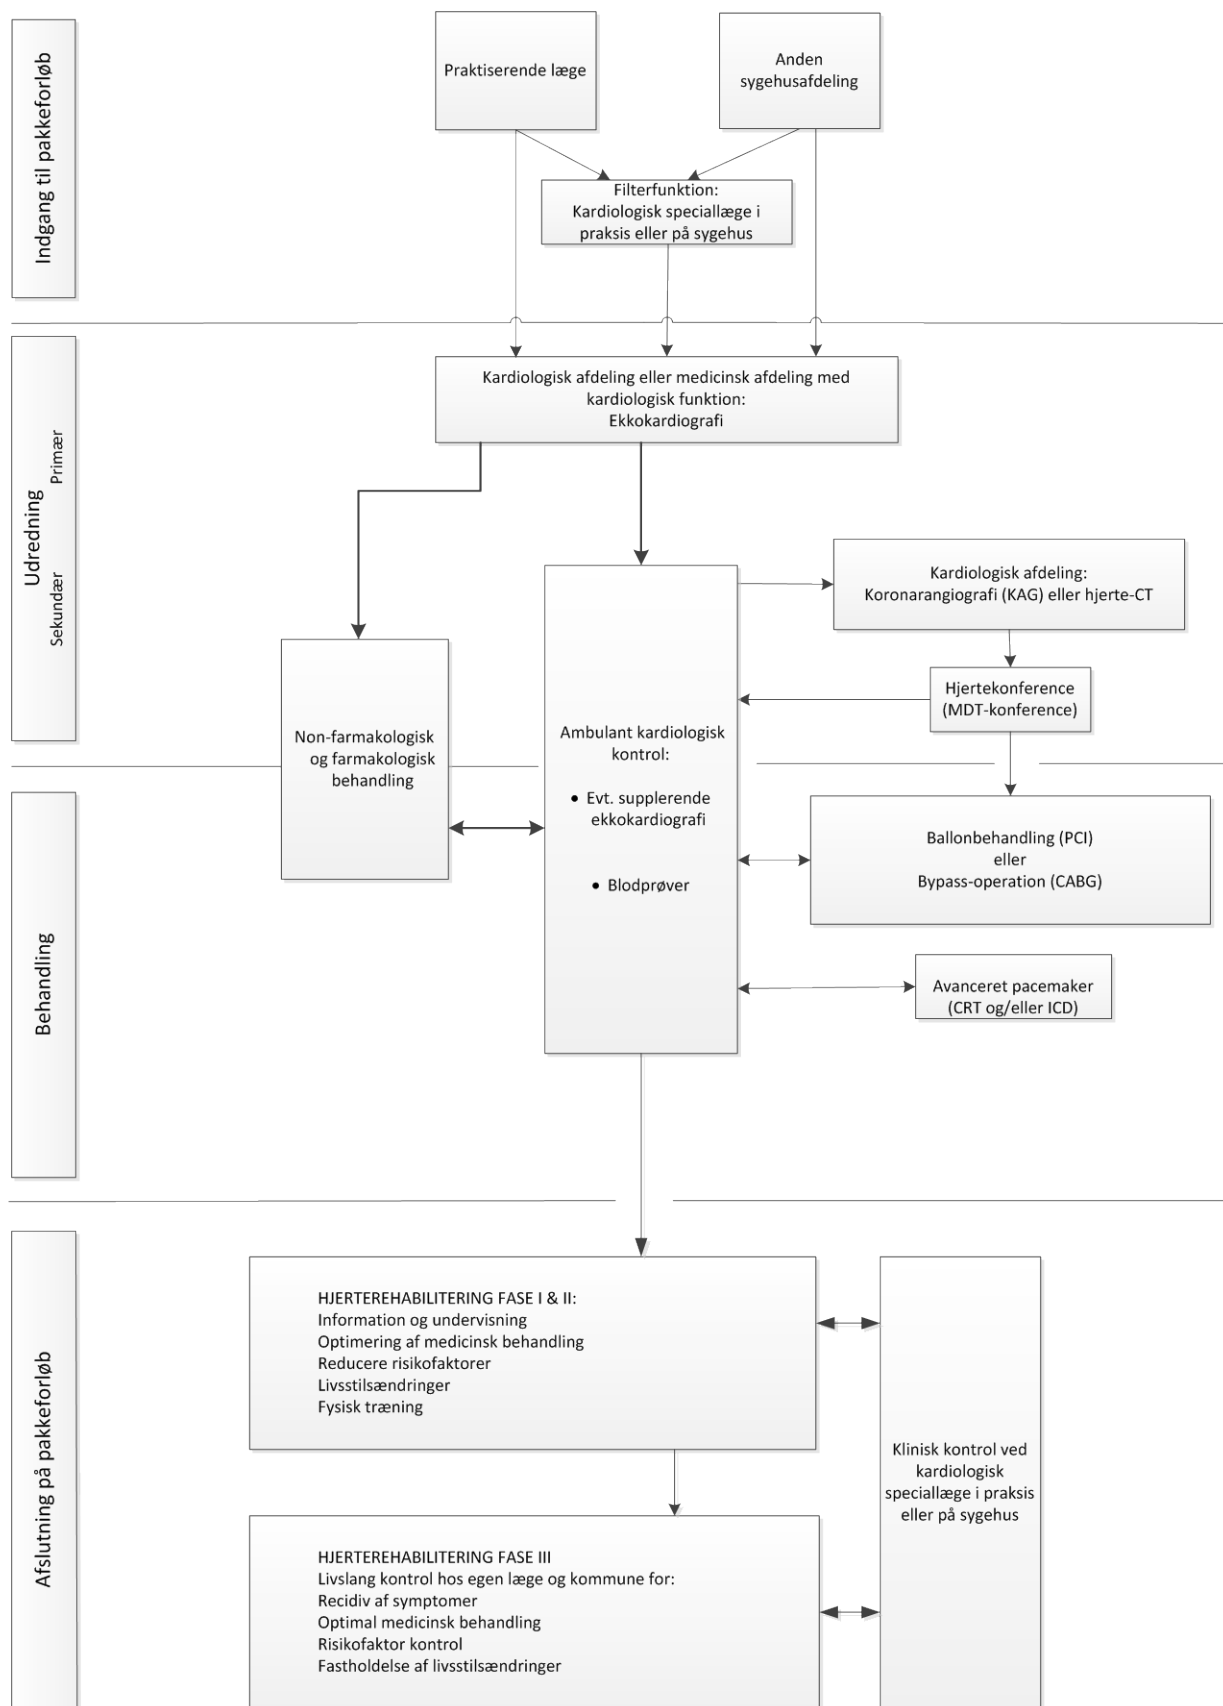 Indgang til pakkeforløb
Praktiserende læge
Anden
sygehusafdeling
Filterfunktion:
Kardiologisk speciallæge i
praksis eller på sygehus
Udredning
Primær
Sekundær
Kardiologisk afdeling eller medicinsk afdeling med
kardiologisk funktion:
Ekkokardiografi
Kardiologisk afdeling:
Koronarangiografi (KAG) eller hjerte-CT
Hjertekonference
(MDT-konference)
Non-farmakologisk
og farmakologisk
behandling
Ambulant kardiologisk
kontrol:
• Evt. supplerende
ekkokardiografi
• Blodprøver
Behandling
Ballonbehandling (PCI)
eller
Bypass-operation (CABG)
Avanceret pacemaker
(CRT og/eller ICD)
Afslutning på pakkeforløb
HJERTEREHABILITERING FASE I & II:
Information og undervisning
Optimering af medicinsk behandling
Reducere risikofaktorer
Livsstilsændringer
Fysisk træning
Klinisk kontrol ved
kardiologisk
speciallæge i praksis
eller på sygehus
HJERTEREHABILITERING FASE III
Livslang kontrol hos egen læge og kommune for:
Recidiv af symptomer
Optimal medicinsk behandling
Risikofaktor kontrol
Fastholdelse af livsstilsændringer